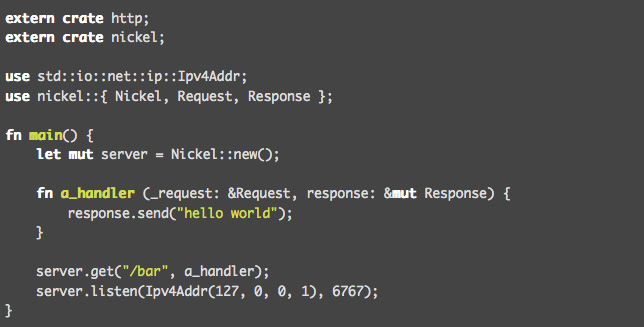 extern crate http;
extern crate nickel;
use std::io::net::ip::Ipv4Addr;
use nickel::{ Nickel, Request, Response };
fn main() {
let mut server = Nickel::new();
fn a_handler (_request: &Request, response: &mut Response) {
response.send("hello world");
}
server.get("/bar", a_handler);
server.listen(Ipv4Addr(127, 0, 0, 1), 6767);
}